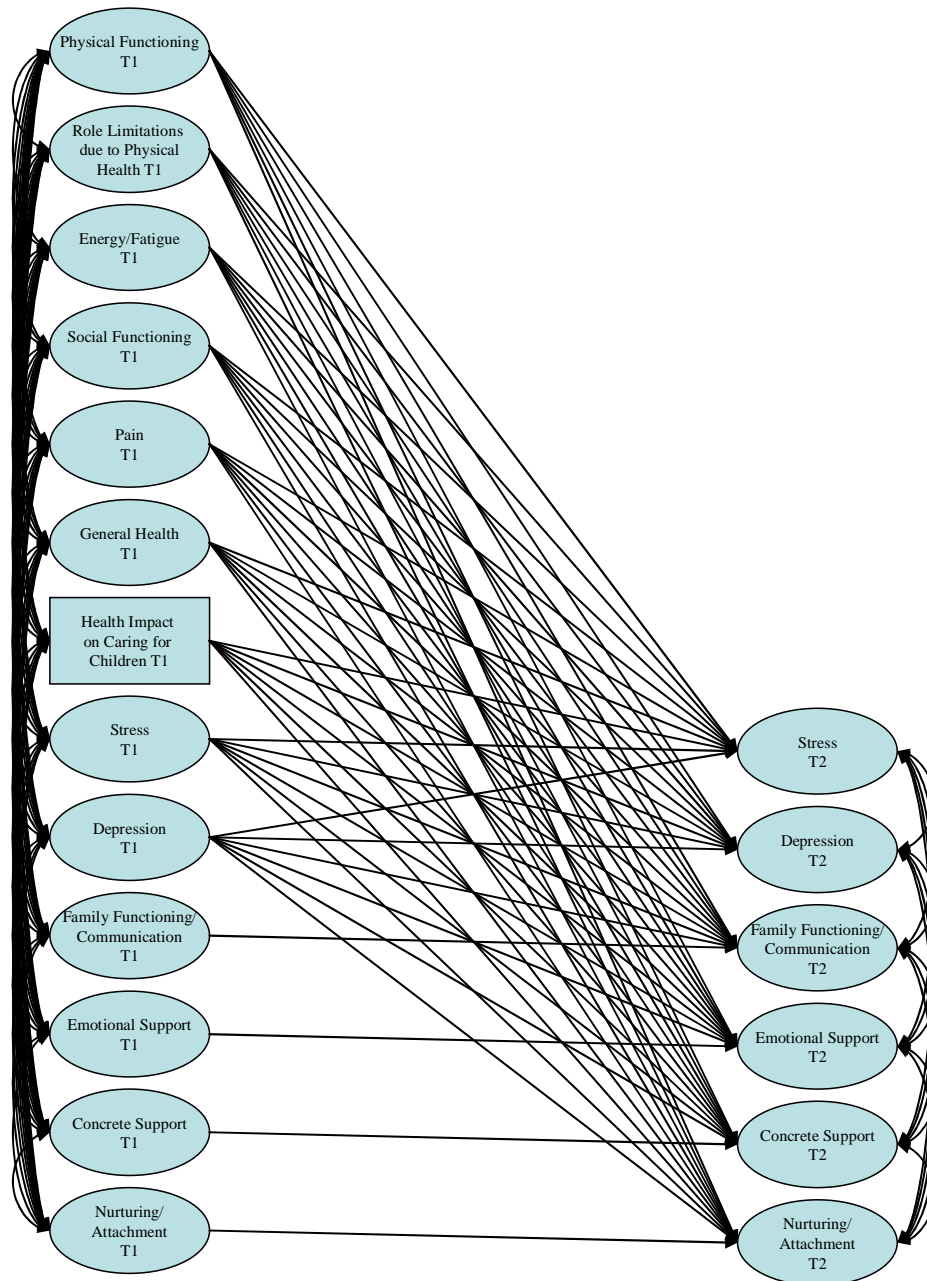 Physical Functioning
T1
Role Limitations
due to Physical
Health T1
Energy/Fatigue
T1
Social Functioning
T1
Pain
T1
General Health
T1
Health Impact
on Caring for
Children T1
Stress
T1
Depression
T1
Family Functioning/
Communication
T1
Emotional Support
T1
Concrete Support
T1
Nurturing/
Attachment
T1
Stress
T2
Depression
T2
Family Functioning/
Communication
T2
Emotional Support
T2
Concrete Support
T2
Nurturing/
Attachment
T2